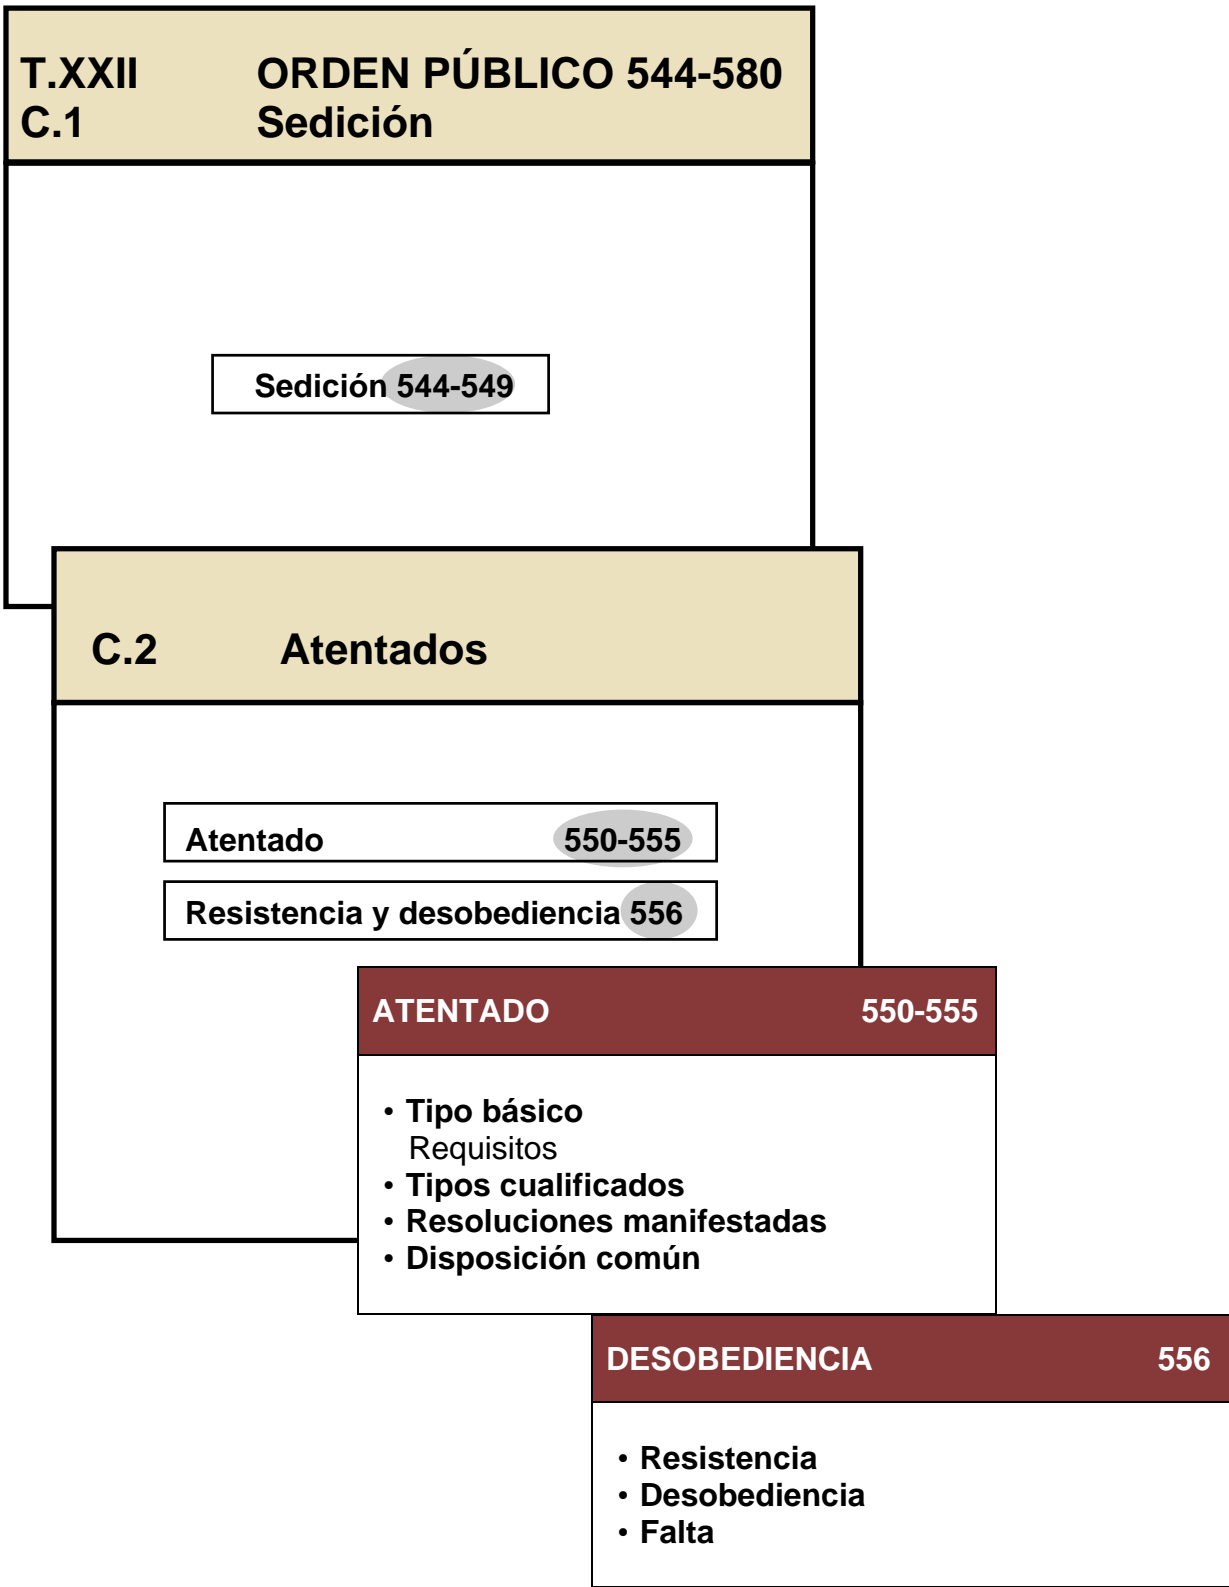 T.XXII ORDEN PÚBLICO 544-580
C.1 Sedición
Sedición 544-549
C.2 Atentados
Atentado 550-555
Resistencia y desobediencia 556
ATENTADO 550-555
• Tipo básico
Requisitos
• Tipos cualificados
• Resoluciones manifestadas
• Disposición común
DESOBEDIENCIA 556
• Resistencia
• Desobediencia
• Falta